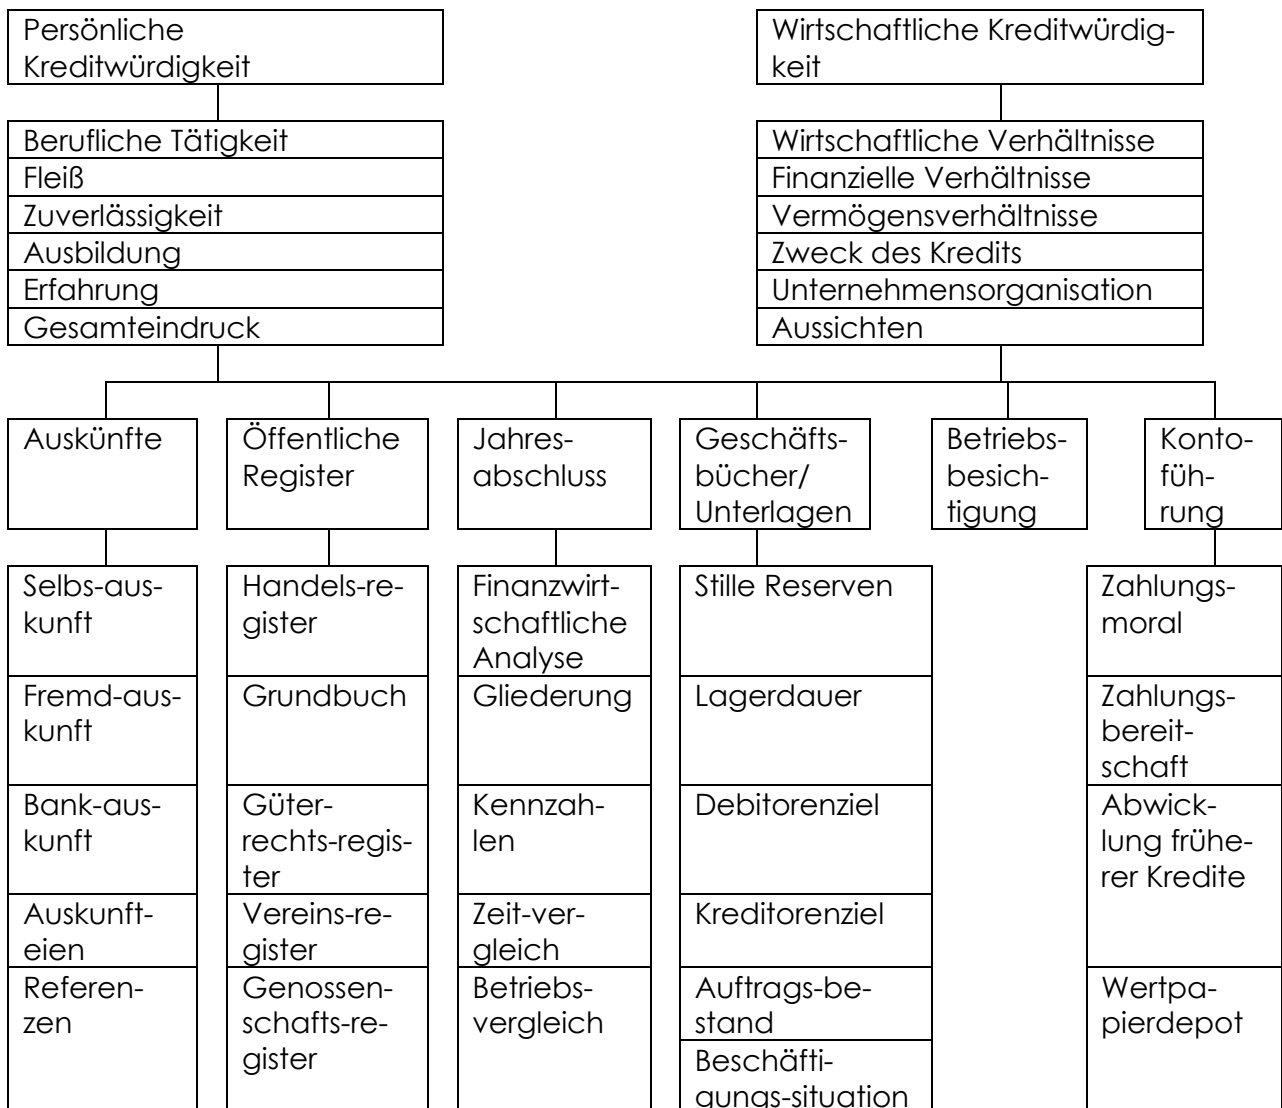 Persönliche
Kreditwürdigkeit
Wirtschaftliche Kreditwürdig-
keit
Berufliche Tätigkeit
Fleiß
Zuverlässigkeit
Ausbildung
Erfahrung
Gesamteindruck
Wirtschaftliche Verhältnisse
Finanzielle Verhältnisse
Vermögensverhältnisse
Zweck des Kredits
Unternehmensorganisation
Aussichten
Auskünfte
Öffentliche
Register
Jahres-
abschluss
Geschäfts-
bücher/
Unterlagen
Betriebs-
besich-
tigung
Konto-
füh-
rung
Selbs-aus-
kunft
Fremd-aus-
kunft
Bank-aus-
kunft
Auskunft-
eien
Referen-
zen
Handels-re-
gister
Grundbuch
Güter-
rechts-regis-
ter
Vereins-re-
gister
Genossen-
schafts-re-
gister
Finanzwirt-
schaftliche
Analyse
Gliederung
Kennzah-
len
Zeit-ver-
gleich
Betriebs-
vergleich
Stille Reserven
Lagerdauer
Debitorenziel
Kreditorenziel
Auftrags-be-
stand
Beschäfti-
gungs-situation
Zahlungs-
moral
Zahlungs-
bereit-
schaft
Abwick-
lung frühe-
rer Kredite
Wertpa-
pierdepot